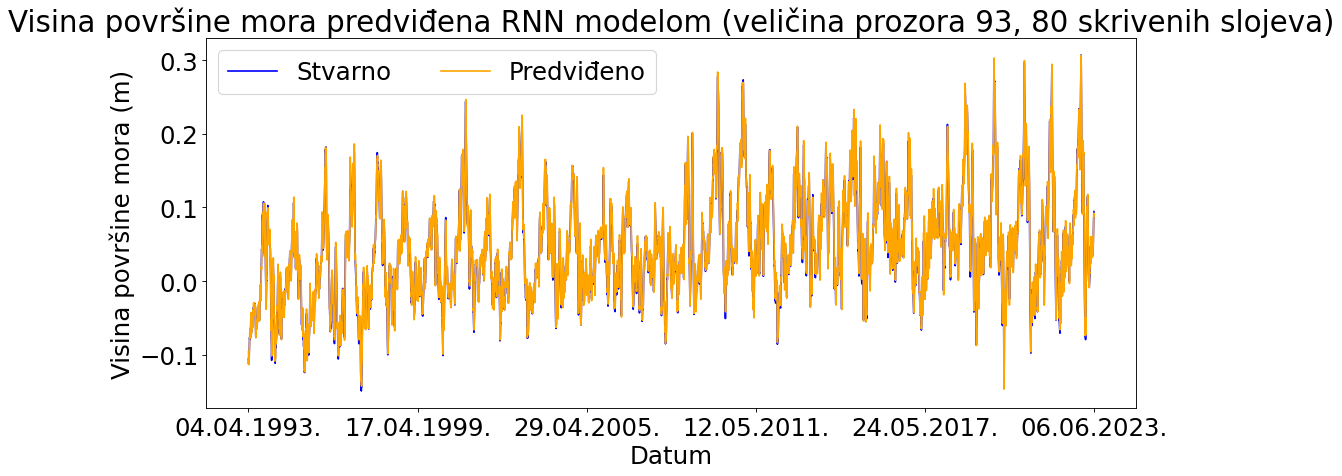 Visina površine mora predviđena RNN modelom (veličina prozora 93, 80 skrivenih slojeva)
Stvarno
Predviđeno
Visina površine mora (m)
0.3
0.2
0.1
0.0
−0.1
04.04.1993.
17.04.1999.
29.04.2005.
12.05.2011.
24.05.2017.
06.06.2023.
Datum